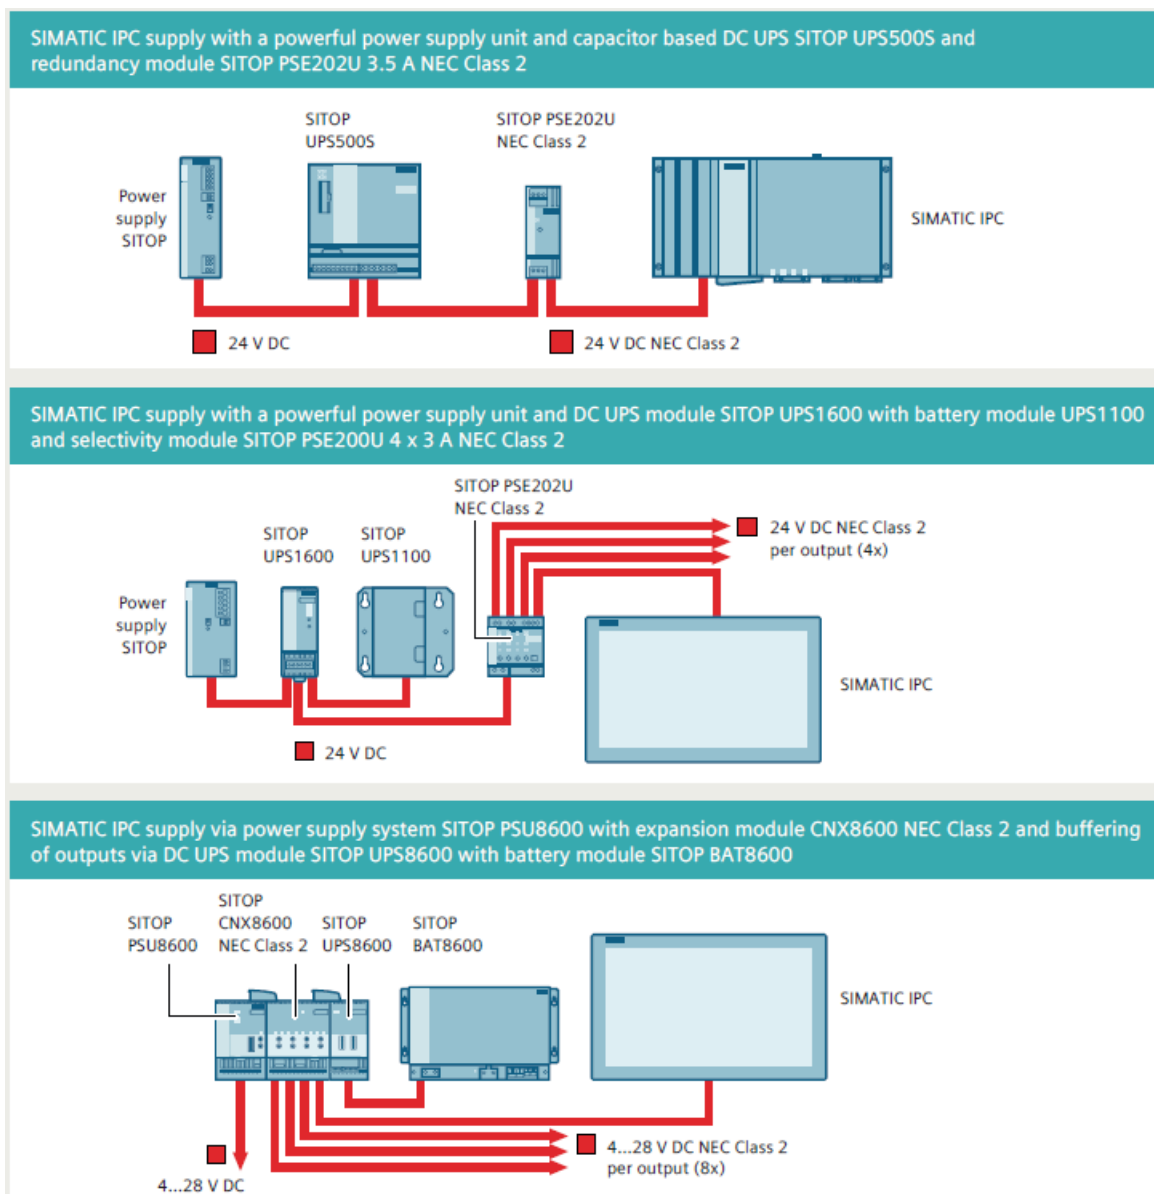 SIMATIC IPC supply with a powerful power supply unit and capacitor based DC UPS SITOP UPS500S and
redundancy module SITOP PSE202U 3.5 A NEC Class 2
SITOP
UPS500S
SITOP PSE202U
NEC Class 2
Power
supply
SITOP
SIMATIC IPC
24 V DC
24 V DC NEC Class 2
SIMATIC IPC supply with a powerful power supply unit and DC UPS module SITOP UPS1600 with battery module UPS1100
and selectivity module SITOP PSE200U 4 x 3 A NEC Class 2
SITOP PSE202U
NEC Class 2
SITOP
UPS1600
SITOP
UPS1100
24 V DC NEC Class 2
per output (4x)
Power
supply
SITOP
SIMATIC IPC
24 V DC
SIMATIC IPC supply via power supply system SITOP PSU8600 with expansion module CNX8600 NEC Class 2 and buffering
of outputs via DC UPS module SITOP UPS8600 with battery module SITOP BAT8600
SITOP
PSU8600
SITOP
CNX8600
NEC Class 2
SITOP
UPS8600
SITOP
BAT8600
SIMATIC IPC
4...28 V DC NEC Class 2
per output (8x)
4...28 V DC